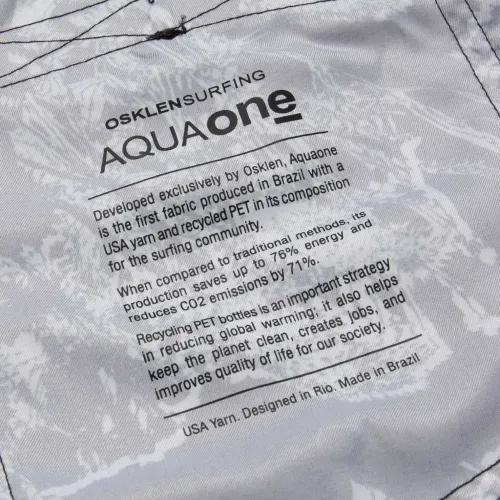 OSKLENSURFING
AQUAone
Developed exclusively by Osklen, Aquaone
is the first fabric produced in Brazil with a
USA yarn and recycled PET in its composition
for the surfing community.
When compared to traditional methods, its
production saves up to 76% energy and
reduces CO2 emissions by 71%.
Recycling PET bottles is an important strategy
in reducing global warming; it also helps
keep the planet clean, creates jobs, and
improves quality of life for our society.
USA Yarn. Designed in Rio. Made in Brazil